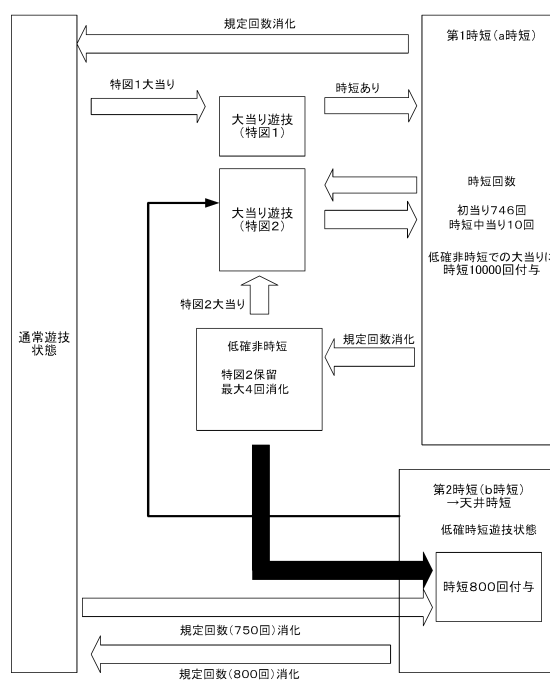 規定回数消化
第1時短(a時短)
特図1大当り
時短あり
大当り遊技
(特図1)
大当り遊技
(特図2)
時短回数
初当り746回
時短中当り10回
低確非時短での大当りは
時短10000回付与
特図2大当り
通常遊技
状態
低確非時短
特図2保留
最大4回消化
規定回数消化
第2時短(b時短)
→天井時短
低確時短遊技状態
時短800回付与
規定回数(750回)消化
規定回数(800回)消化